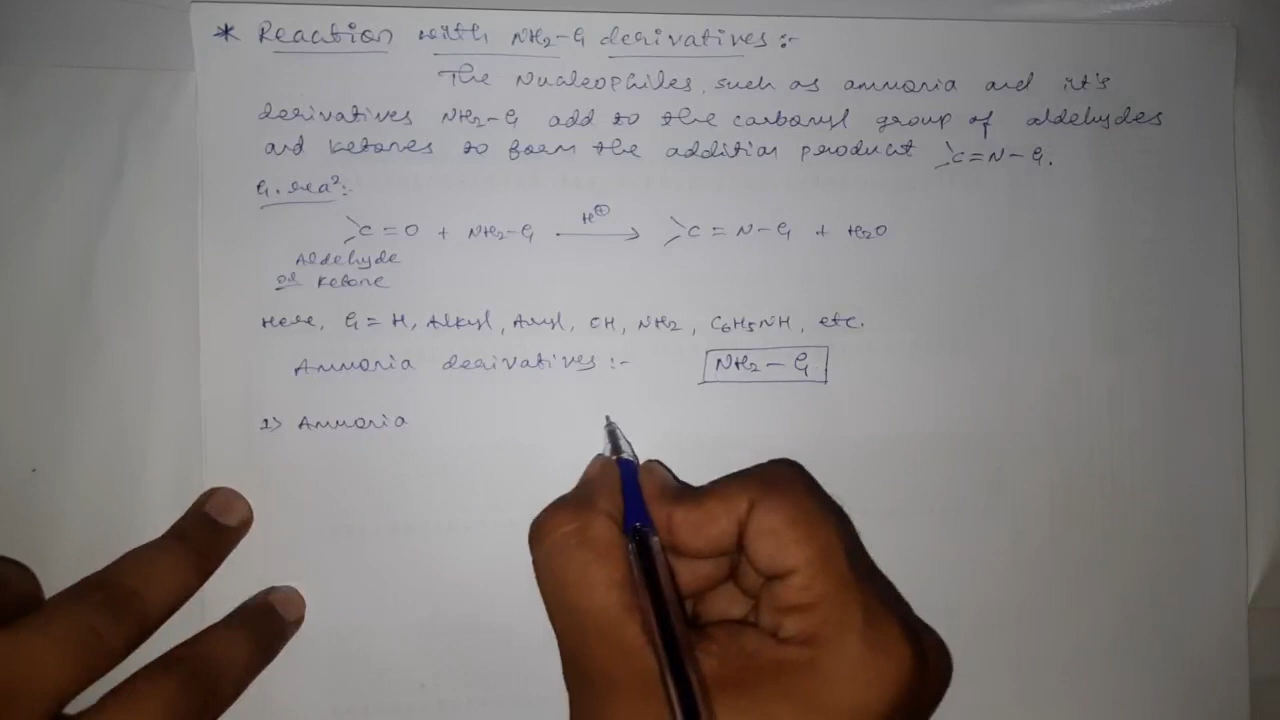 * Reaction with NH2-G derivatives :-
The Nucleophiles, such as ammonia and it's
derivatives NH2-G add to the carbonyl group of aldehydes
and ketones to form the addition product >C=N-G.
G. rea?:
>C=O + NH2-G H⊕ → >C=N-G + H2O
Aldehyde
or Ketone
Here, G = H, Alkyl, Aryl, OH, NH2, C6H5NH, etc.
Ammonia derivatives :- NH2-G
1> Ammonia